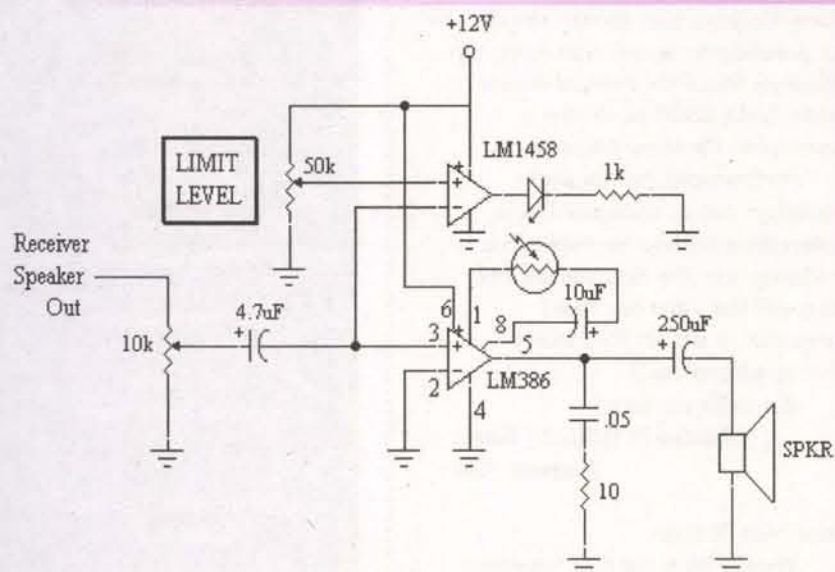 +12V
LIMIT
LEVEL
50k
LM1458
1k
Receiver
Speaker
Out
10k
4.7uF
6
1
8
10uF
3
5
2
4
LM386
250uF
.05
10
SPKR